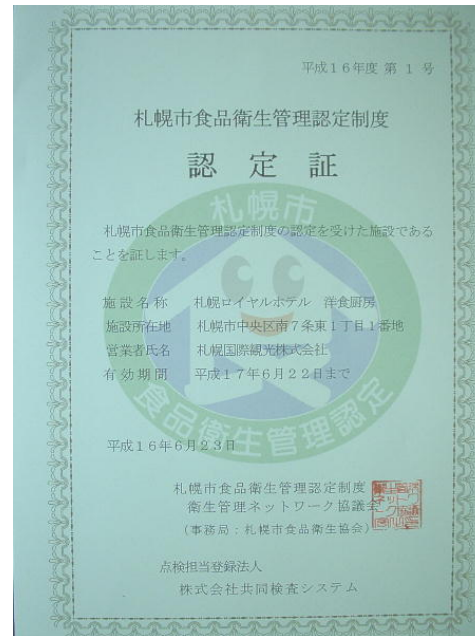 平成16年度 第 1 号
札幌市食品衛生管理認定制度
認 定 証
札幌市
札幌市食品衛生管理認定制度の認定を受けた施設である
ことを証します。
施設名称 札幌ロイヤルホテル 洋食厨房
施設所在地 札幌市中央区南7条東1丁目1番地
営業者氏名 札幌国際観光株式会社
有効期間 平成17年6月22日まで
食品衛生管理認定
平成16年6月23日
札幌市食品衛生管理認定制度
衛生管理ネットワーク協議会
(事務局：札幌市食品衛生協会)
点検担当登録法人
株式会社共同検査システム